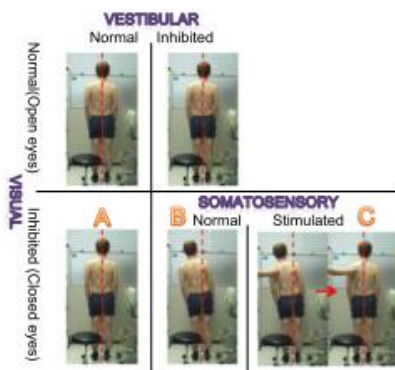 VESTIBULAR
Normal Inhibited
Normal(Open eyes)
VISUAL
Inhibited (Closed eyes)
A
B
SOMATOSENSORY
Normal Stimulated
C